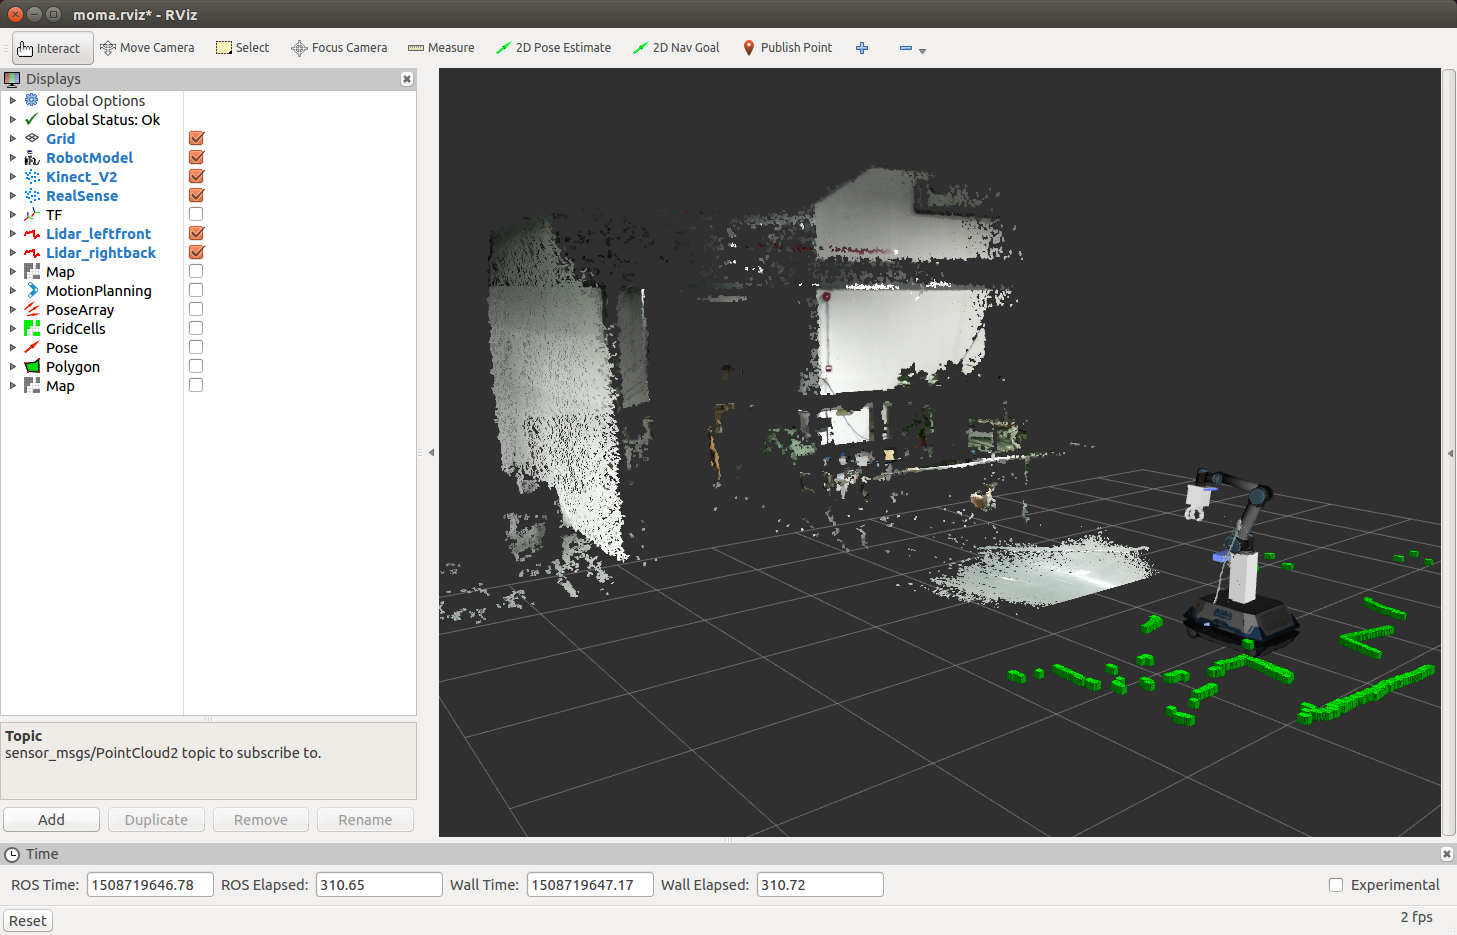 moma.rviz* - RViz
Interact Move Camera Select Focus Camera Measure 2D Pose Estimate 2D Nav Goal Publish Point
Displays
Global Options
Global Status: Ok
Grid
RobotModel
Kinect_V2
RealSense
TF
Lidar_leftfront
Lidar_rightback
Map
MotionPlanning
PoseArray
GridCells
Pose
Polygon
Map
Topic
sensor_msgs/PointCloud2 topic to subscribe to.
Add Duplicate Remove Rename
Time
ROS Time: 1508719646.78 ROS Elapsed: 310.65 Wall Time: 1508719647.17 Wall Elapsed: 310.72 Experimental
Reset 2 fps